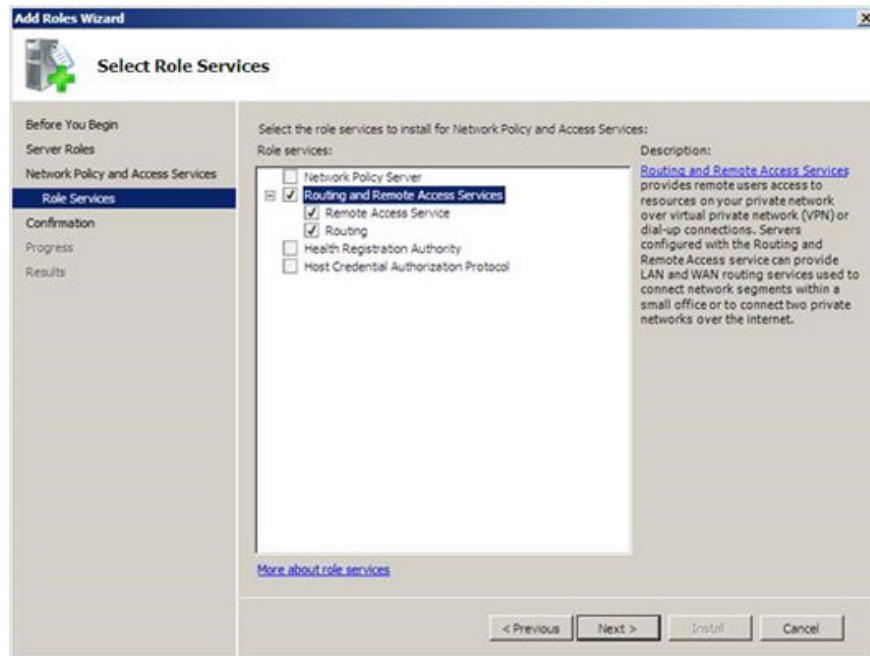 Add Roles Wizard
Select Role Services
Before You Begin
Server Roles
Network Policy and Access Services
Role Services
Confirmation
Progress
Results
Select the role services to install for Network Policy and Access Services:
Role services:
Network Policy Server
Routing and Remote Access Services
Remote Access Service
Routing
Health Registration Authority
Host Credential Authorization Protocol
More about role services
Description:
Routing and Remote Access Services
provides remote users access to
resources on your private network
over virtual private network (VPN) or
dial-up connections. Servers
configured with the Routing and
Remote Access service can provide
LAN and WAN routing services used to
connect network segments within a
small office or to connect two private
networks over the internet.
< Previous
Next >
Install
Cancel